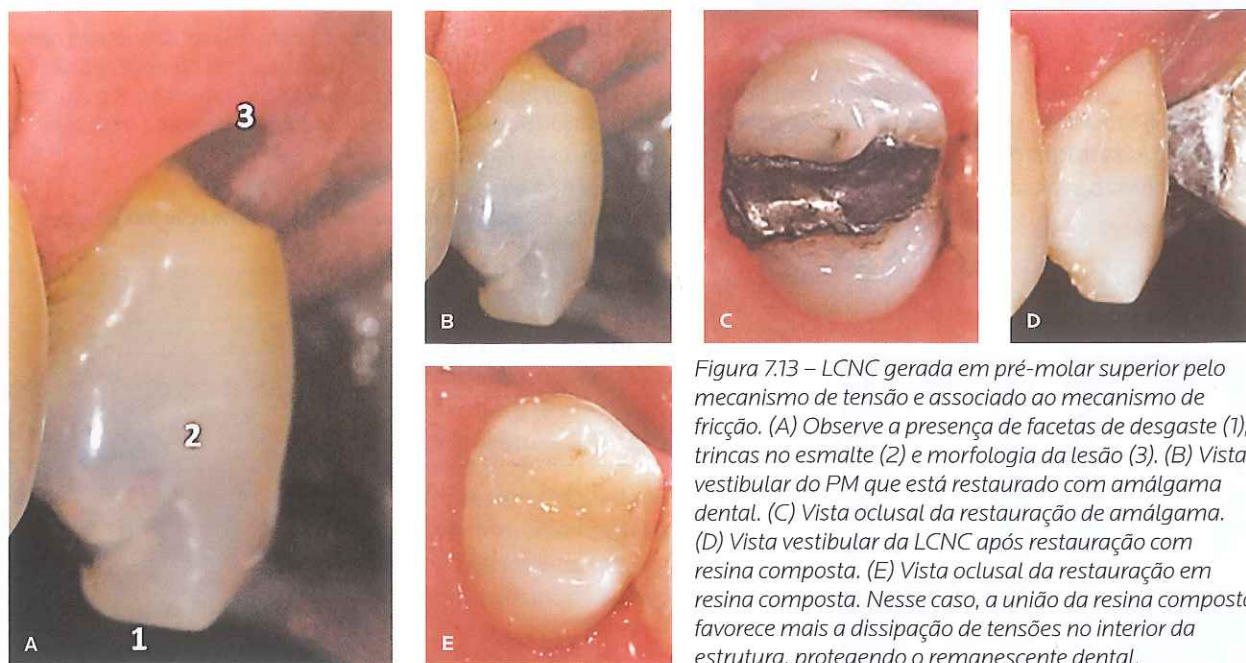 3
2
1
A
B
C
D
E
Figura 7.13 – LCNC gerada em pré-molar superior pelo
mecanismo de tensão e associado ao mecanismo de
fricção. (A) Observe a presença de facetas de desgaste (1),
trincas no esmalte (2) e morfologia da lesão (3). (B) Vista
vestibular do PM que está restaurado com amálgama
dental. (C) Vista oclusal da restauração de amálgama.
(D) Vista vestibular da LCNC após restauração com
resina composta. (E) Vista oclusal da restauração em
resina composta. Nesse caso, a união da resina composta
favorece mais a dissipação de tensões no interior da
estrutura, protegendo o remanescente dental.